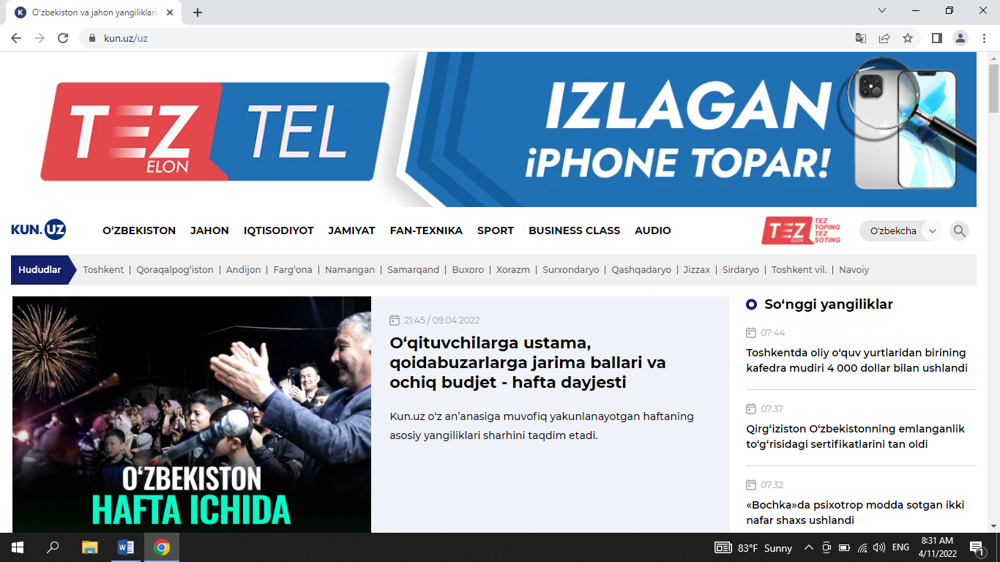 O'zbekiston va jahon yangiliklari,
kun.uz/uz
TEZ
ELON
TEL
IZLAGAN
iPHONE TOPAR!
KUN.UZ
O‘ZBEKISTON JAHON IQTISODIYOT JAMIYAT FAN-TEXNIKA SPORT BUSINESS CLASS AUDIO
TEZ
ELON
TEZ
TOPING
TEZ
SOTING
O‘zbekcha
Hududlar
Toshkent | Qoraqalpog‘iston | Andijon | Farg‘ona | Namangan | Samarqand | Buxoro | Xorazm | Surxondaryo | Qashqadaryo | Jizzax | Sirdaryo | Toshkent vil. | Navoiy
O‘ZBEKISTON
HAFTA ICHIDA
21:45 / 09.04.2022
O‘qituvchilarga ustama,
qoidabuzarlarga jarima ballari va
ochiq budjet - hafta dayjesti
Kun.uz o‘z an’anasiga muvofiq yakunlanayotgan haftaning
asosiy yangiliklari sharhini taqdim etadi.
So‘nggi yangiliklar
07:44
Toshkentda oliy o‘quv yurtlaridan birining
kafedra mudiri 4 000 dollar bilan ushlandi
07:37
Qirg‘iziston O‘zbekistonning emlanganlik
to‘g‘risidagi sertifikatlarini tan oldi
07:32
«Bochka»da psixotrop modda sotgan ikki
nafar shaxs ushlandi
83°F Sunny
ENG
8:31 AM
4/11/2022
1